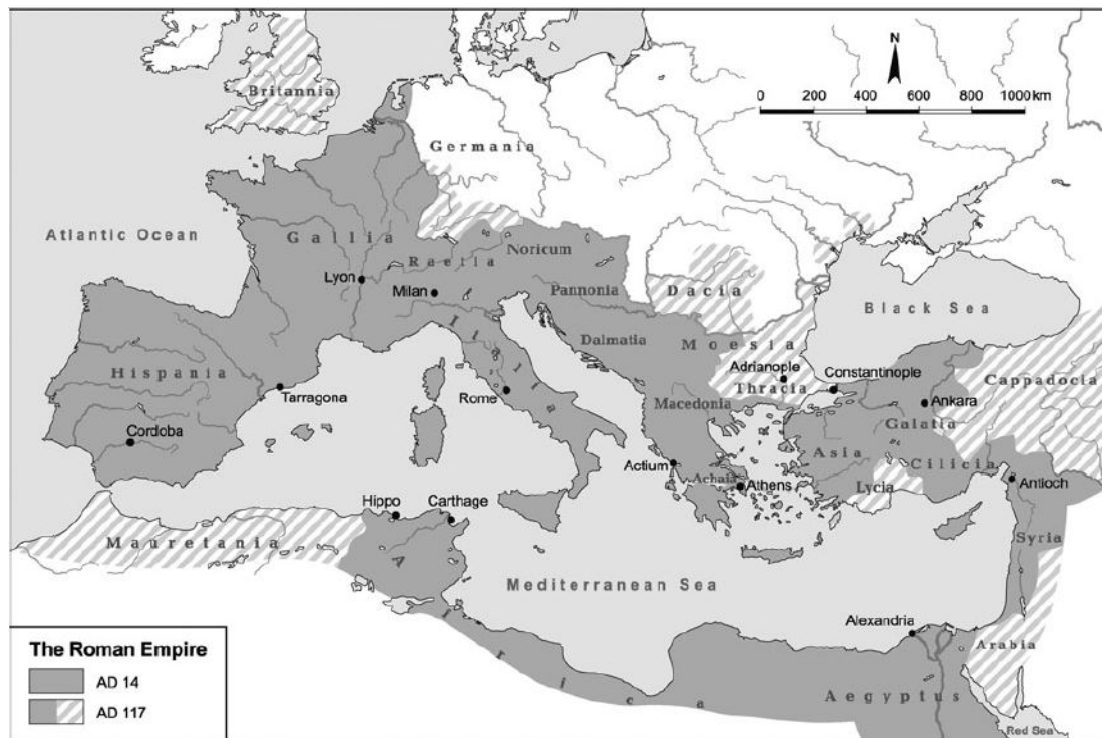 N
0 200 400 600 800 1000 km
Britannia
Germania
Atlantic Ocean
Gallia
Raetia
Noricum
Lyon
Milan
Pannonia
Dacia
Black Sea
Italia
Dalmatia
Moesia
Hispania
Adrianople
Constantinople
Thracia
Cappadocia
Tarragona
Rome
Macedonia
Ankara
Galatia
Cordloba
Asia
Cilicia
Actium
Achaia
Athens
Lycia
Antioch
Hippo
Carthage
Mauretania
Syria
Africa
Mediterranean Sea
Alexandria
Arabia
Aegyptus
Red Sea
The Roman Empire
AD 14
AD 117